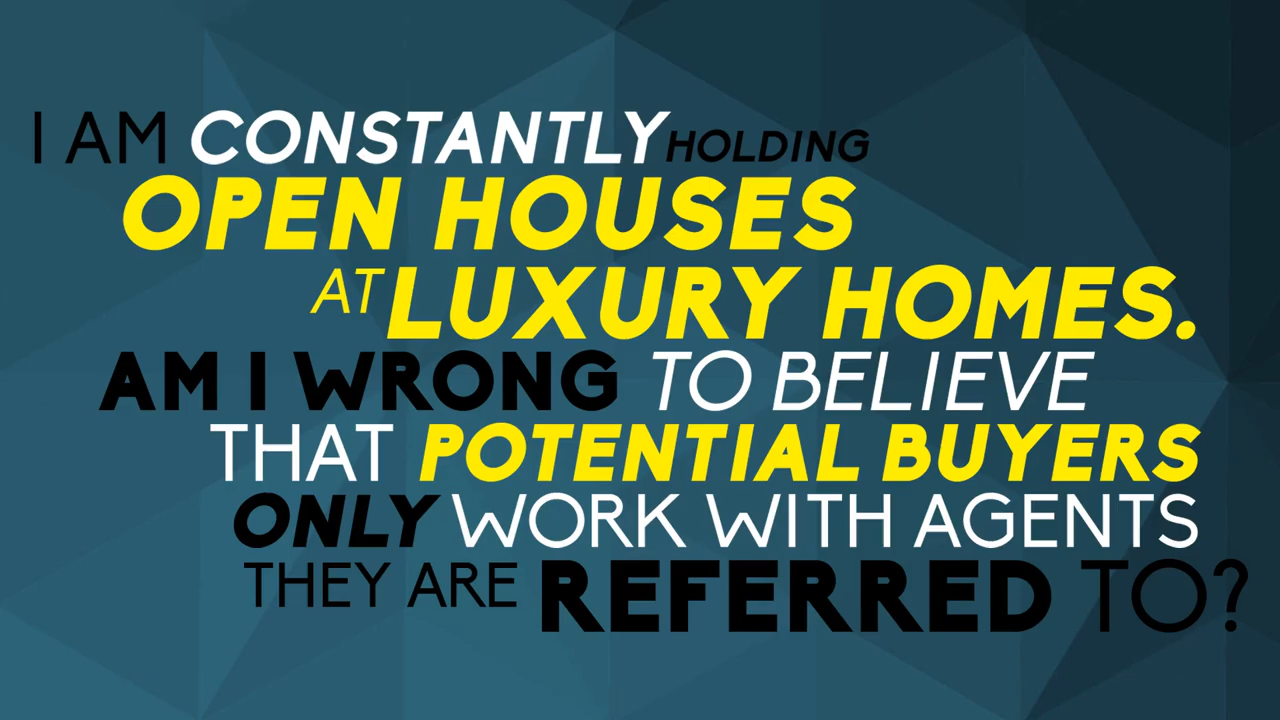 I AM CONSTANTLY HOLDING
OPEN HOUSES
AT LUXURY HOMES.
AM I WRONG TO BELIEVE
THAT POTENTIAL BUYERS
ONLY WORK WITH AGENTS
THEY ARE REFERRED TO?